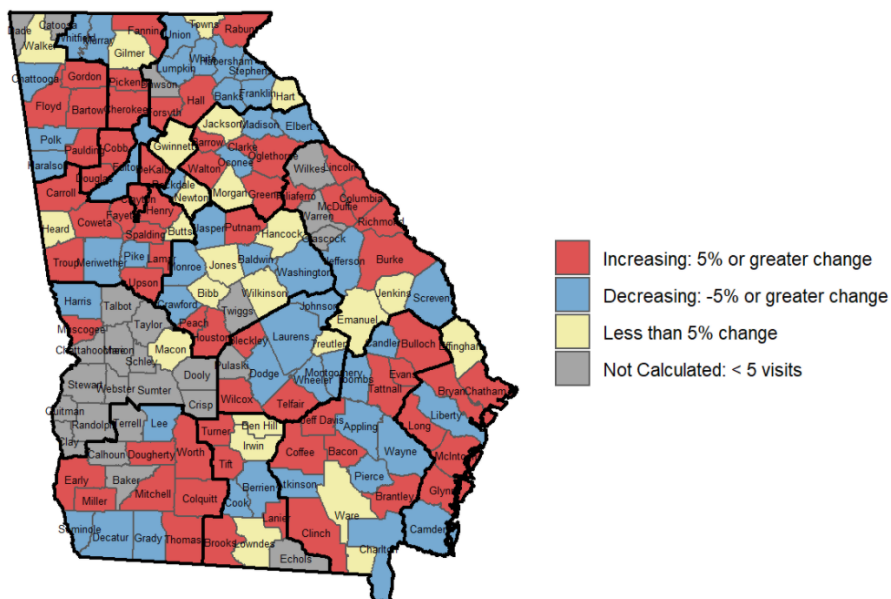 Dade
Catoosa
Whitfield
Murray
Fannin
Union
Towns
Rabun
Walker
Gilmer
Lumpkin
White
Habersham
Stephens
Chattooga
Gordon
Pickens
Dawson
Hall
Banks
Franklin
Hart
Floyd
Bartow
Cherokee
Forsyth
Jackson
Madison
Elbert
Polk
Paulding
Cobb
Gwinnett
Barrow
Clarke
Oconee
Oglethorpe
Haralson
Douglas
Fulton
DeKalb
Walton
Wilkes
Lincoln
Carroll
Clayton
Rockdale
Newton
Morgan
Greene
Taliaferro
McDuffie
Columbia
Heard
Coweta
Fayette
Henry
Butts
Jasper
Putnam
Hancock
Warren
Richmond
Glascock
Spalding
Troup
Meriwether
Pike
Lamar
Monroe
Jones
Baldwin
Washington
Jefferson
Burke
Upson
Crawford
Bibb
Wilkinson
Jenkins
Screven
Harris
Talbot
Taylor
Peach
Twiggs
Johnson
Emanuel
Muscogee
Chattahoochee
Marion
Macon
Houston
Bleckley
Laurens
Treutlen
Candler
Bulloch
Effingham
Schley
Dooly
Pulaski
Dodge
Wheeler
Montgomery
Toombs
Evans
Bryan
Chatham
Stewart
Webster
Sumter
Crisp
Wilcox
Telfair
Tattnall
Liberty
Quitman
Randolph
Terrell
Lee
Turner
Ben Hill
Jeff Davis
Appling
Long
Clay
Calhoun
Dougherty
Worth
Tift
Irwin
Coffee
Bacon
Wayne
McIntosh
Early
Baker
Mitchell
Colquitt
Berrien
Cook
Atkinson
Pierce
Brantley
Glynn
Miller
Seminole
Decatur
Grady
Thomas
Brooks
Lowndes
Lanier
Clinch
Ware
Camden
Echols
Charlton
Increasing: 5% or greater change
Decreasing: -5% or greater change
Less than 5% change
Not Calculated: < 5 visits